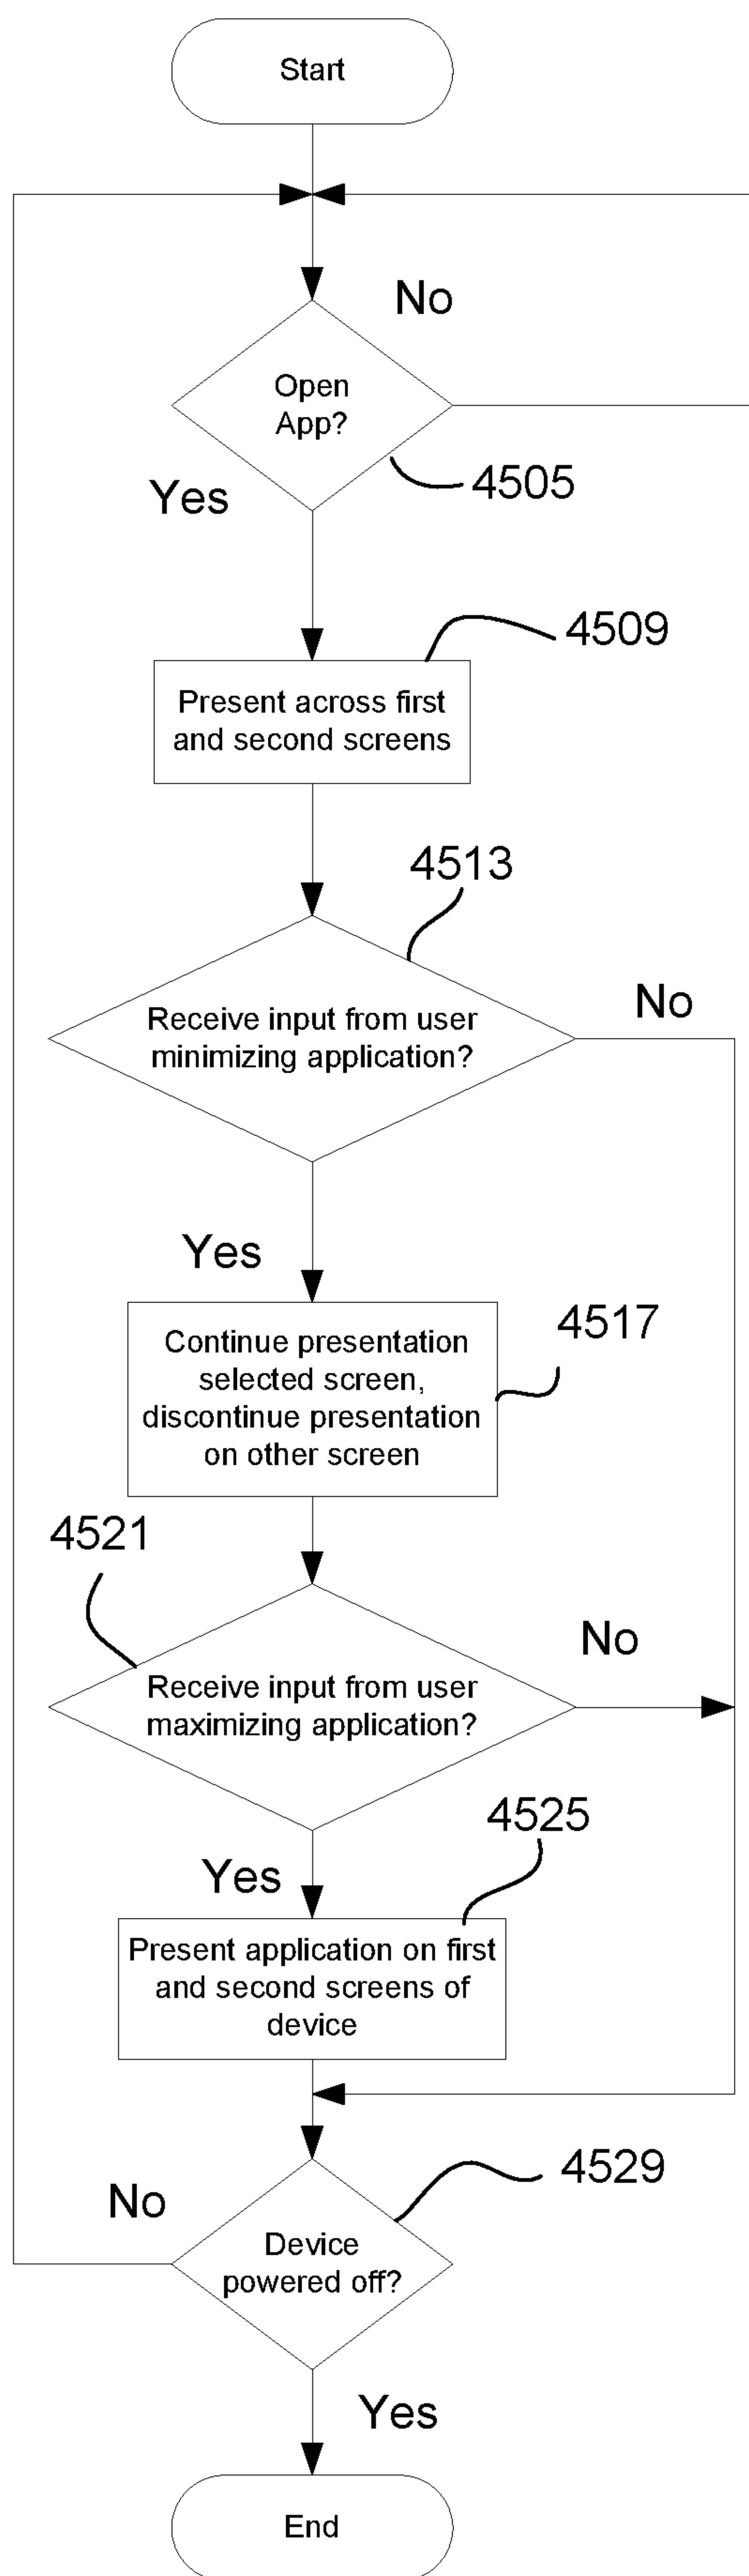 Start
No
Open
App?
4505
Yes
4509
Present across first
and second screens
4513
Receive input from user
minimizing application?
No
Yes
Continue presentation
selected screen,
discontinue presentation
on other screen
4517
4521
Receive input from user
maximizing application?
No
4525
Yes
Present application on first
and second screens of
device
4529
No
Device
powered off?
Yes
End